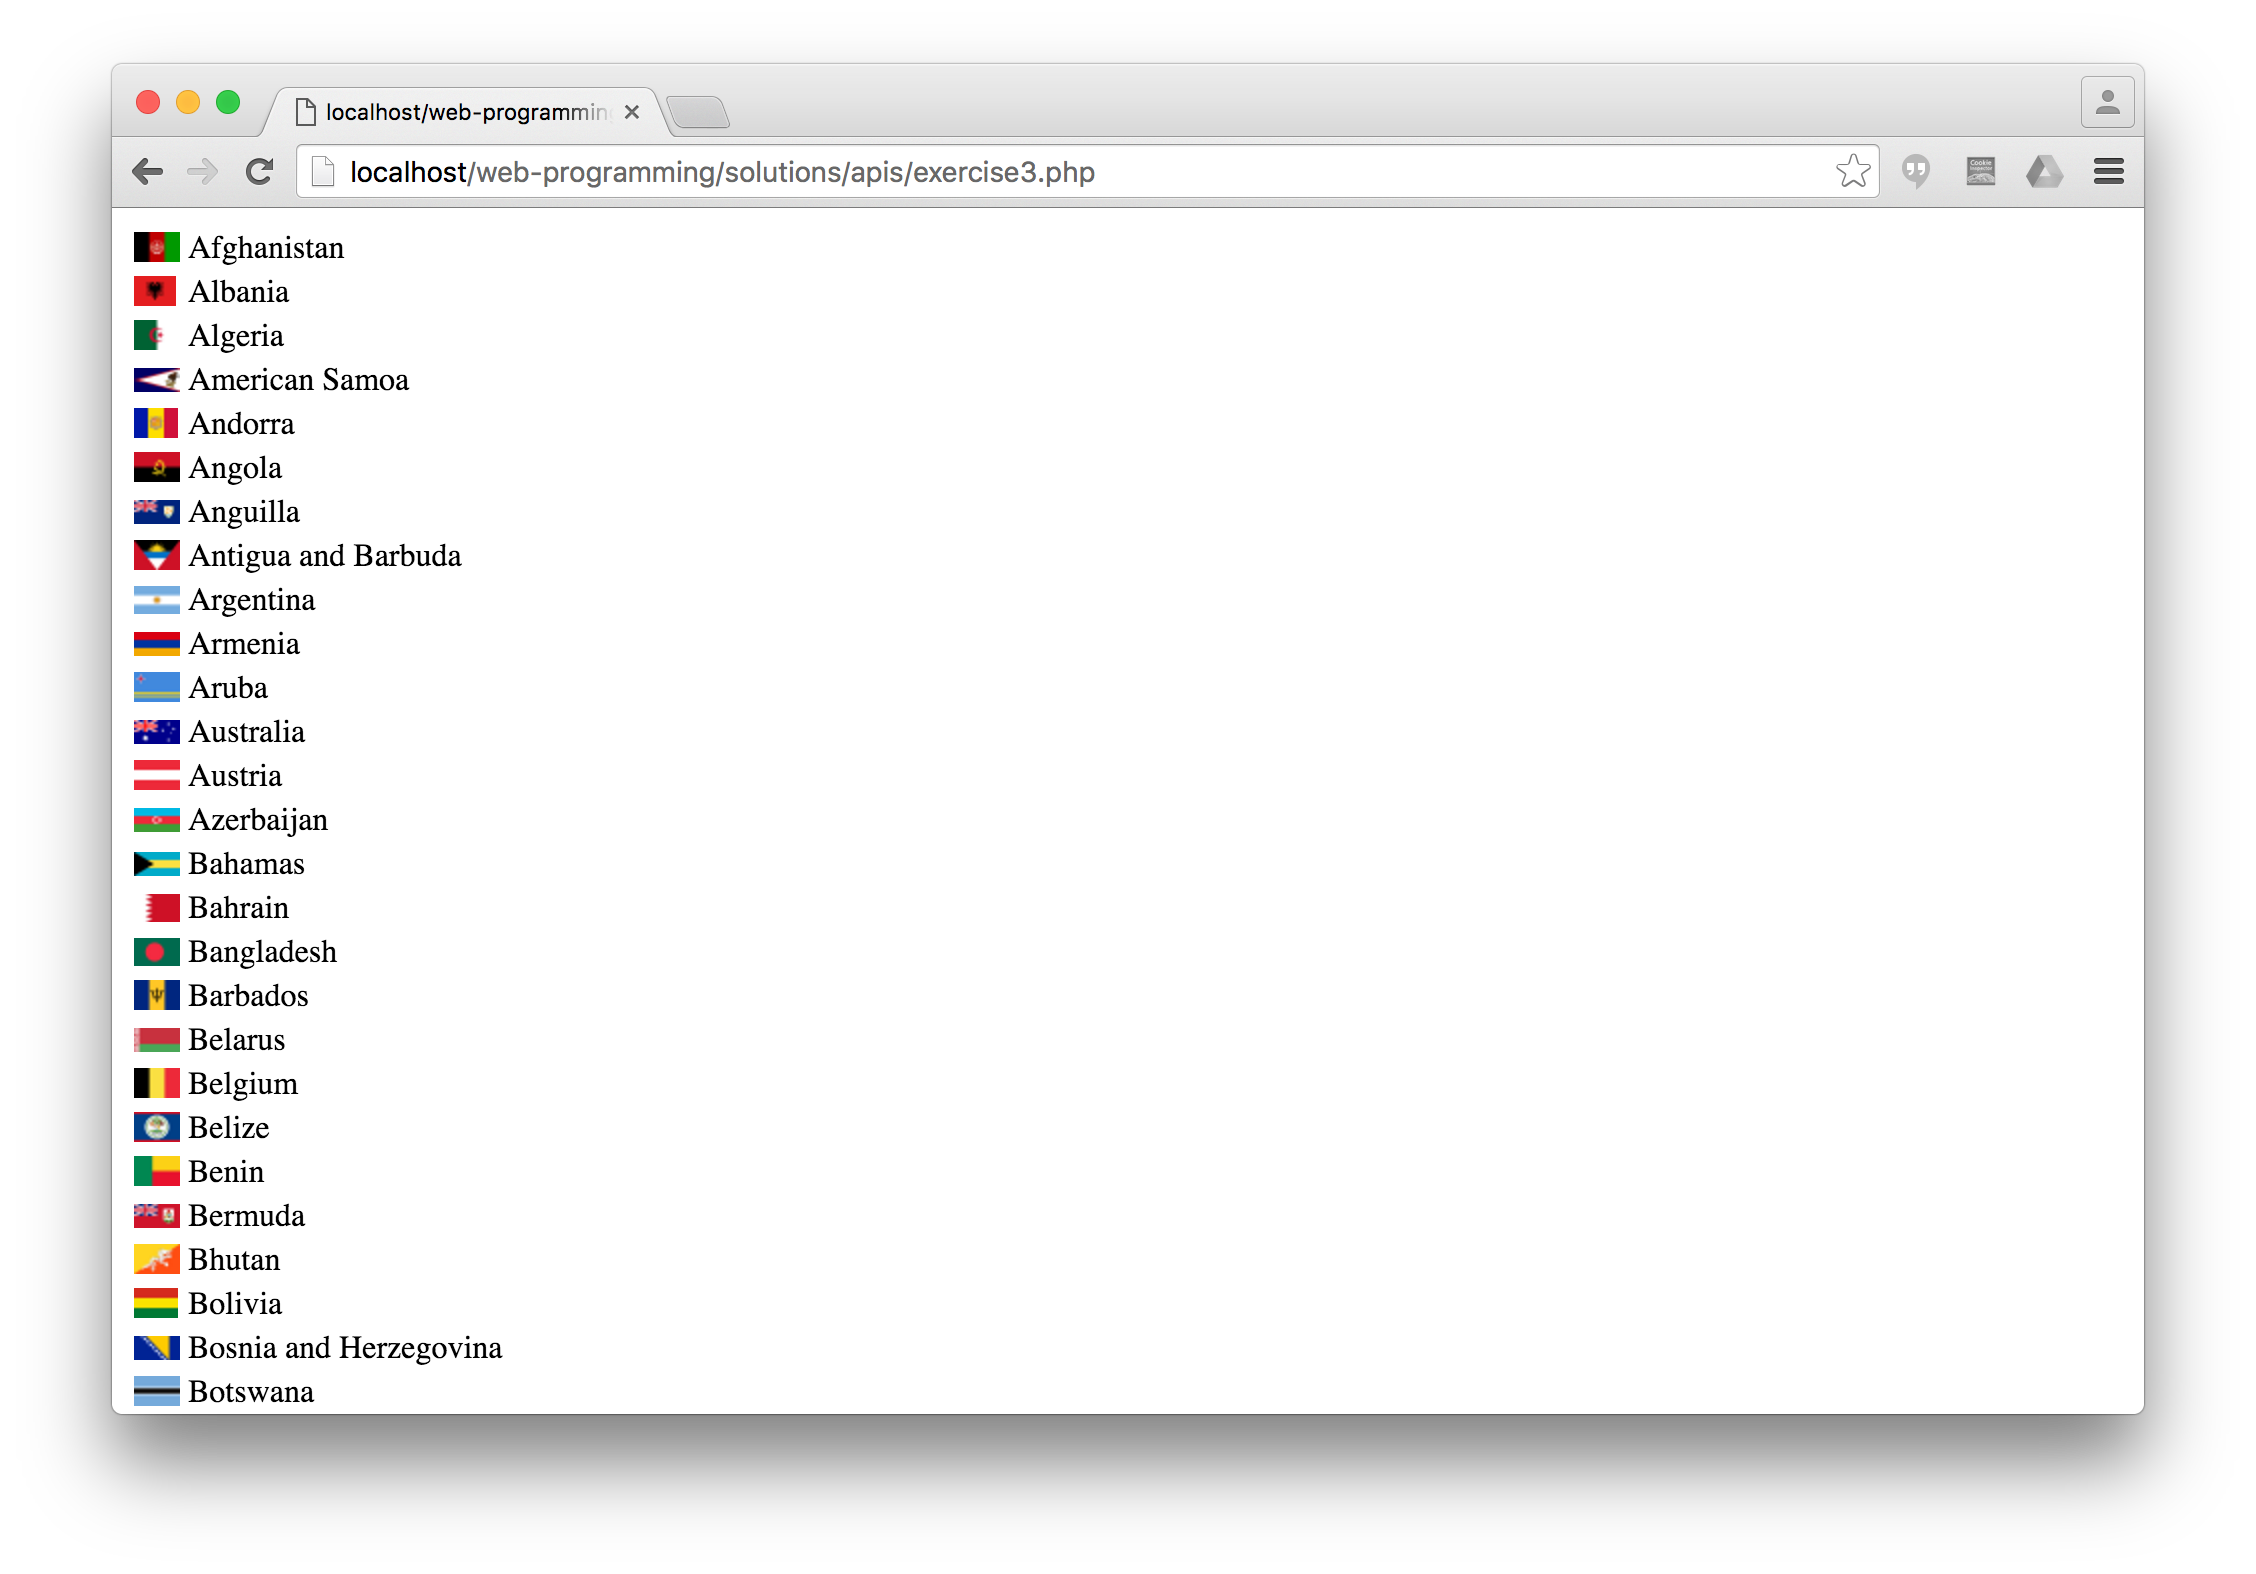 localhost/web-programming
localhost/web-programming/solutions/apis/exercise3.php
Afghanistan
Albania
Algeria
American Samoa
Andorra
Angola
Anguilla
Antigua and Barbuda
Argentina
Armenia
Aruba
Australia
Austria
Azerbaijan
Bahamas
Bahrain
Bangladesh
Barbados
Belarus
Belgium
Belize
Benin
Bermuda
Bhutan
Bolivia
Bosnia and Herzegovina
Botswana